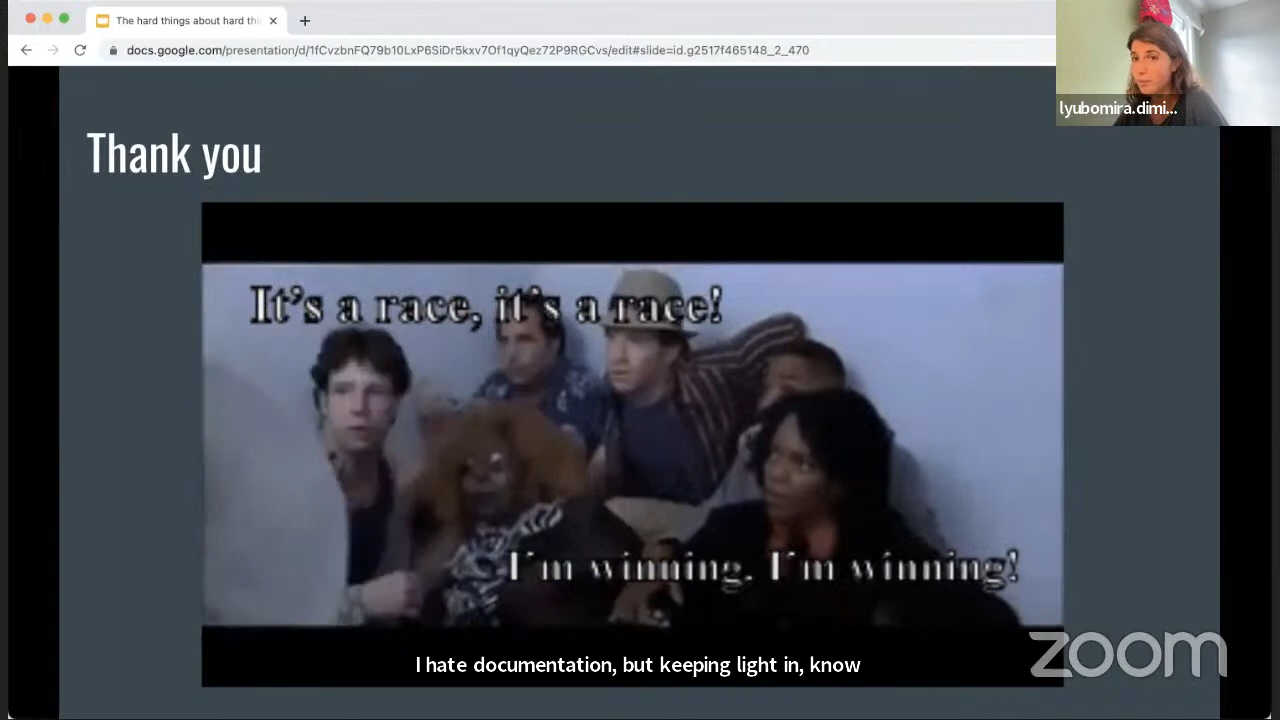 The hard things about hard thi
docs.google.com/presentation/d/1fCvzbnFQ79b10LxP6SiDr5kxv7Of1qyQez72P9RGCvs/edit#slide=id.g2517f465148_2_470
lyubomira.dimi...
Thank you
It's a race, it's a race!
I'm winning, I'm winning!
I hate documentation, but keeping light in, know
zoom